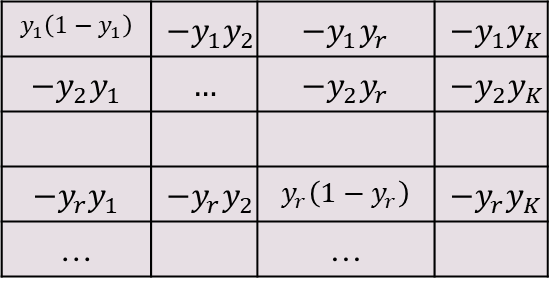 y₁(1 − y₁) −y₁y₂ −y₁yᵣ −y₁y_K
−y₂y₁ ... −y₂yᵣ −y₂y_K
−yᵣy₁ −yᵣy₂ yᵣ(1 − yᵣ) −yᵣy_K
... ...